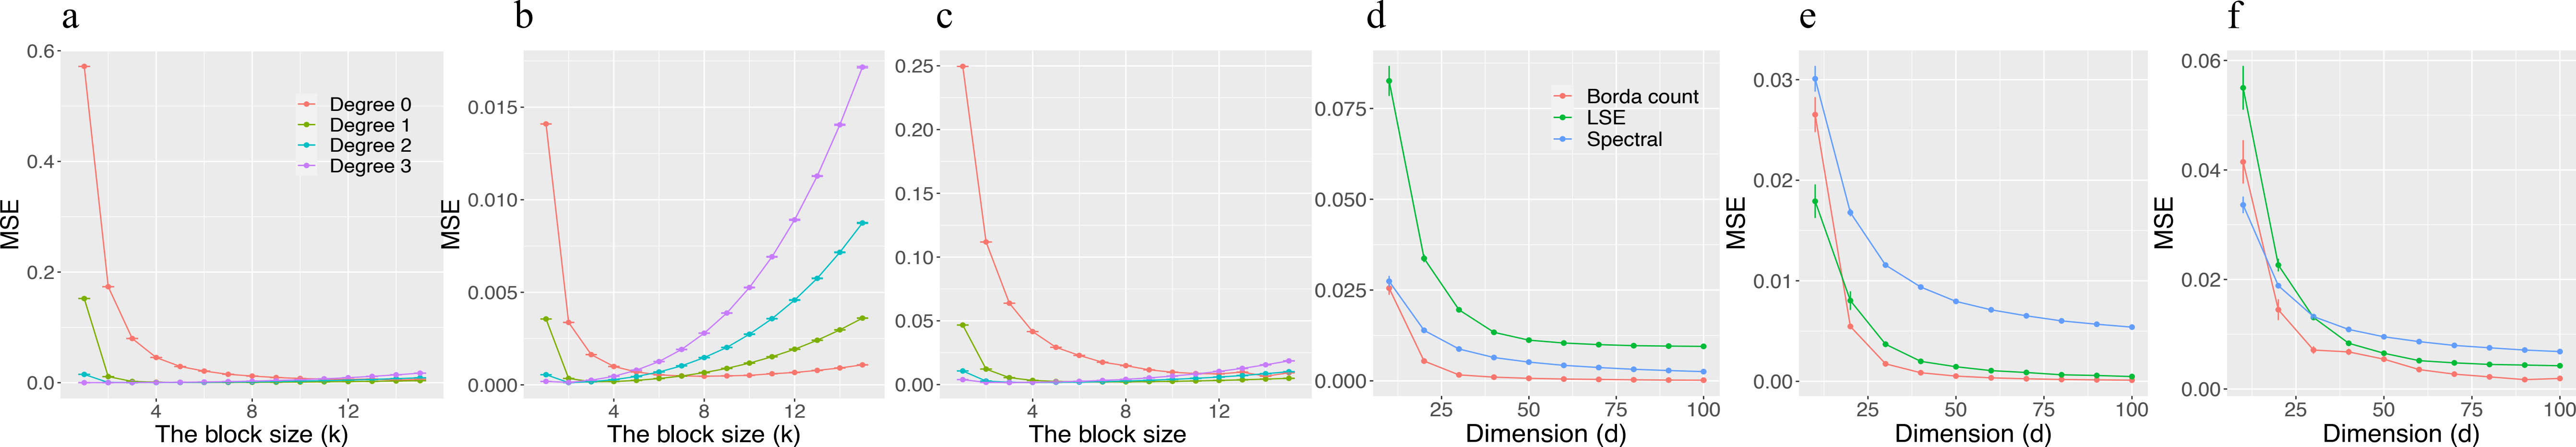 a
0.6
0.4
0.2
0.0
MSE
4
8
12
The block size (k)
Degree 0
Degree 1
Degree 2
Degree 3
b
0.015
0.010
0.005
0.000
MSE
4
8
12
The block size (k)
c
0.25
0.20
0.15
0.10
0.05
0.00
4
8
12
The block size
d
0.075
0.050
0.025
0.000
25
50
75
100
Dimension (d)
Borda count
LSE
Spectral
e
0.03
0.02
0.01
0.00
MSE
25
50
75
100
Dimension (d)
f
0.06
0.04
0.02
0.00
MSE
25
50
75
100
Dimension (d)